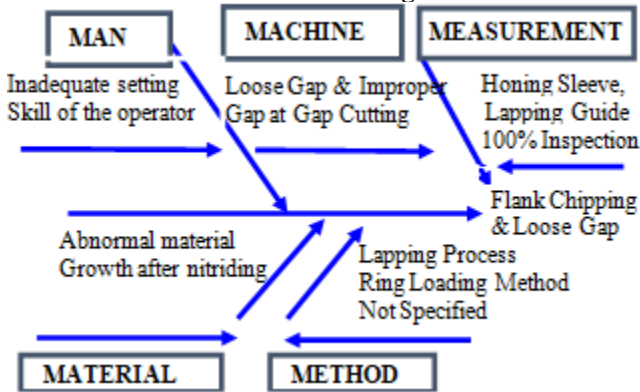 MAN
MACHINE
MEASUREMENT
Inadequate setting
Skill of the operator
Loose Gap & Improper
Gap at Gap Cutting
Honing Sleeve,
Lapping Guide
100% Inspection
Flank Chipping
& Loose Gap
Abnormal material
Growth after nitriding
Lapping Process
Ring Loading Method
Not Specified
MATERIAL
METHOD